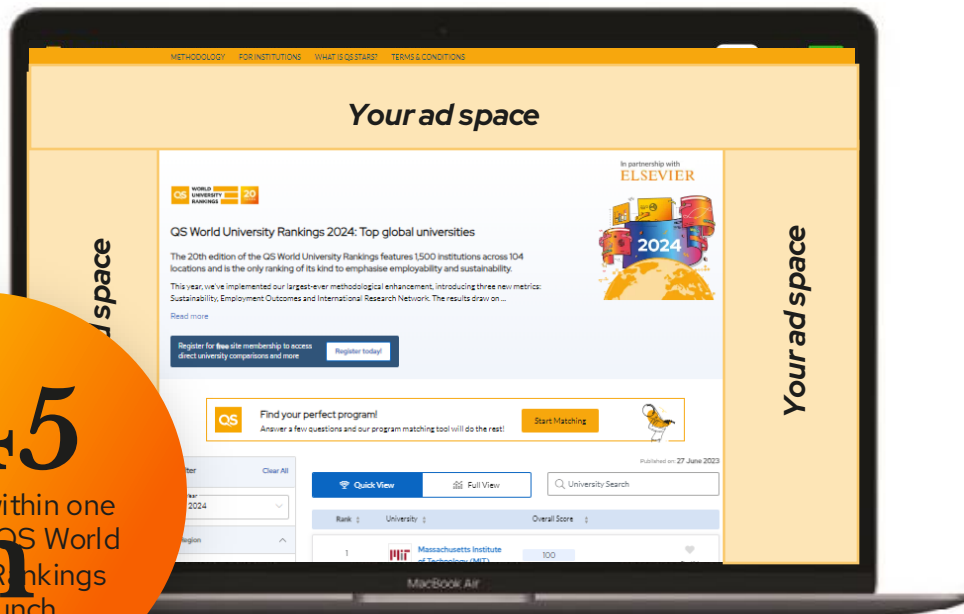 METHODOLOGY FOR INSTITUTIONS WHAT IS QS STARS? TERMS & CONDITIONS
Your ad space
In partnership with
ELSEVIER
QS WORLD UNIVERSITY RANKINGS 20
2024
QS World University Rankings 2024: Top global universities
The 20th edition of the QS World University Rankings features 1,500 institutions across 104
locations and is the only ranking of its kind to emphasise employability and sustainability.
This year, we've implemented our largest-ever methodological enhancement, introducing three new metrics:
Sustainability, Employment Outcomes and International Research Network. The results draw on ...
Read more
space
Your ad space
Register for free site membership to access
direct university comparisons and more
Register today!
QS
Find your perfect program!
Answer a few questions and our program matching tool will do the rest!
Start Matching
Published on: 27 June 2023
Clear All
Quick View
Full View
University Search
2024
Rank University Overall Score
1
MIT
Massachusetts Institute
of Technology (MIT)
100
5
within one
QS World
Rankings
MacBook Air